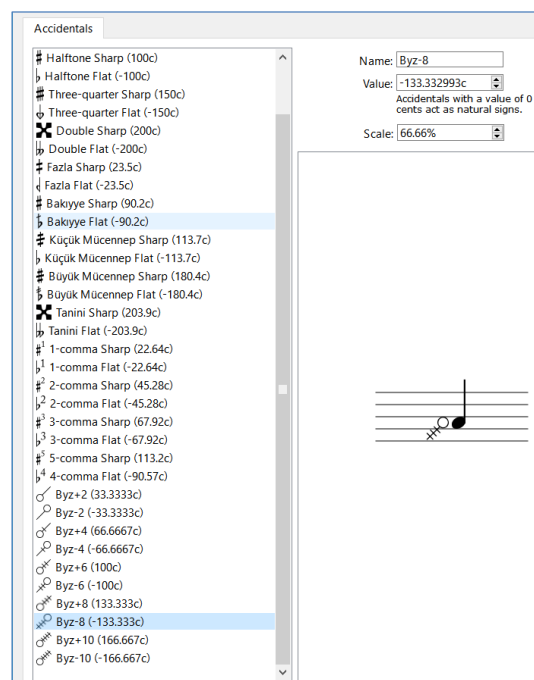 Accidentals
Halftone Sharp (100c)
Halftone Flat (-100c)
Three-quarter Sharp (150c)
Three-quarter Flat (-150c)
Double Sharp (200c)
Double Flat (-200c)
Fazla Sharp (23.5c)
Fazla Flat (-23.5c)
Bakıyye Sharp (90.2c)
Bakıyye Flat (-90.2c)
Küçük Mücennep Sharp (113.7c)
Küçük Mücennep Flat (-113.7c)
Büyük Mücennep Sharp (180.4c)
Büyük Mücennep Flat (-180.4c)
Tanini Sharp (203.9c)
Tanini Flat (-203.9c)
1 1-comma Sharp (22.64c)
1 1-comma Flat (-22.64c)
2 2-comma Sharp (45.28c)
2 2-comma Flat (-45.28c)
3 3-comma Sharp (67.92c)
3 3-comma Flat (-67.92c)
5 5-comma Sharp (113.2c)
4 4-comma Flat (-90.57c)
Byz+2 (33.3333c)
Byz-2 (-33.3333c)
Byz+4 (66.6667c)
Byz-4 (-66.6667c)
Byz+6 (100c)
Byz-6 (-100c)
Byz+8 (133.333c)
Byz-8 (-133.333c)
Byz+10 (166.667c)
Byz-10 (-166.667c)
Name: Byz-8
Value: -133.332993c
Accidentals with a value of 0
cents act as natural signs.
Scale: 66.66%